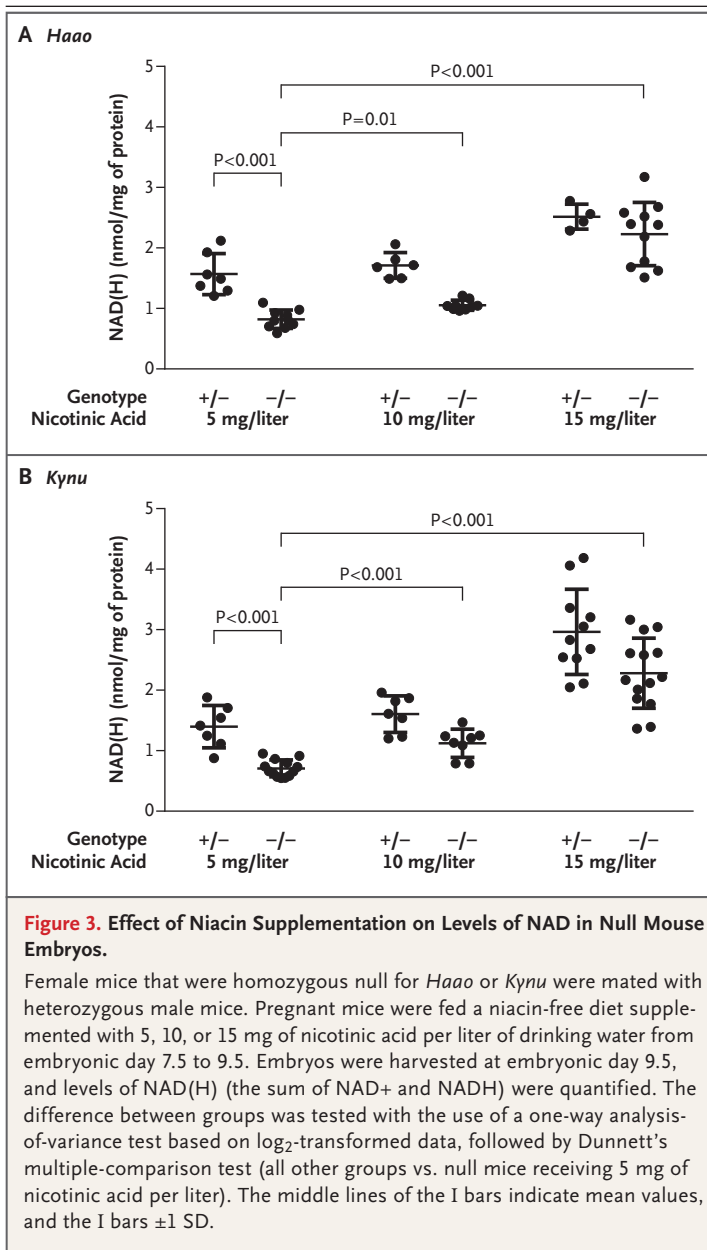 A Haao
NAD(H) (nmol/mg of protein)
5
4
3
2
1
0
P<0.001
P=0.01
P<0.001
Genotype +/− −/− +/− −/− +/− −/−
Nicotinic Acid 5 mg/liter 10 mg/liter 15 mg/liter
B Kynu
NAD(H) (nmol/mg of protein)
5
4
3
2
1
0
P<0.001
P<0.001
P<0.001
Genotype +/− −/− +/− −/− +/− −/−
Nicotinic Acid 5 mg/liter 10 mg/liter 15 mg/liter
Figure 3. Effect of Niacin Supplementation on Levels of NAD in Null Mouse
Embryos.
Female mice that were homozygous null for Haao or Kynu were mated with
heterozygous male mice. Pregnant mice were fed a niacin-free diet supple-
mented with 5, 10, or 15 mg of nicotinic acid per liter of drinking water from
embryonic day 7.5 to 9.5. Embryos were harvested at embryonic day 9.5,
and levels of NAD(H) (the sum of NAD+ and NADH) were quantified. The
difference between groups was tested with the use of a one-way analysis-
of-variance test based on log₂-transformed data, followed by Dunnett's
multiple-comparison test (all other groups vs. null mice receiving 5 mg of
nicotinic acid per liter). The middle lines of the I bars indicate mean values,
and the I bars ±1 SD.